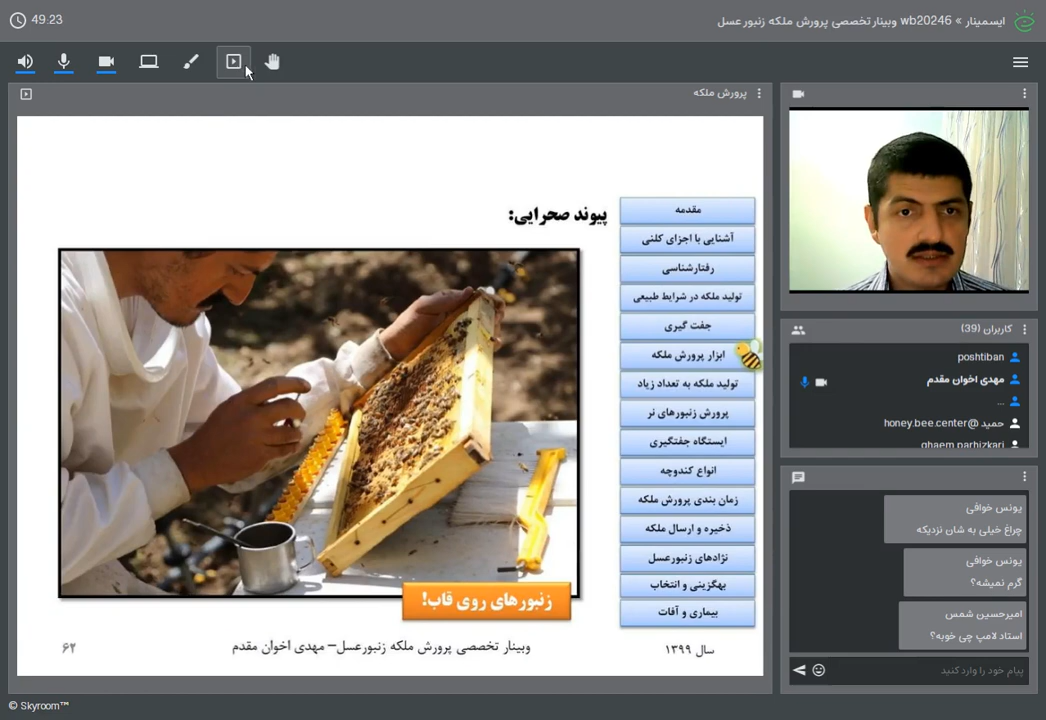 49.23
ایسمینار » wb20246 وبینار تخصصی پرورش ملکه زنبور عسل
پرورش ملکه
پیوند صحرایی:
مقدمه
آشنایی با اجزای کلنی
رفتارشناسی
تولید ملکه در شرایط طبیعی
جفت گیری
ابزار پرورش ملکه
تولید ملکه به تعداد زیاد
پرورش زنبورهای نر
ایستگاه جفتگیری
انواع کندوچه
زمان بندی پرورش ملکه
ذخیره و ارسال ملکه
نژادهای زنبورعسل
بهگزینی و انتخاب
بیماری و آفات
زنبورهای روی قاب!
سال ۱۳۹۹
وبینار تخصصی پرورش ملکه زنبورعسل– مهدی اخوان مقدم
۶۲
کاربران (39)
poshtiban
مهدی اخوان مقدم
...
حمید @honey.bee.center
ghaem parhizkari
یونس خوافی
چراغ خیلی به شان نزدیکه
یونس خوافی
گرم نمیشه؟
امیرحسین شمس
استاد لامپ چی خوبه؟
پیام خود را وارد کنید
© Skyroom™